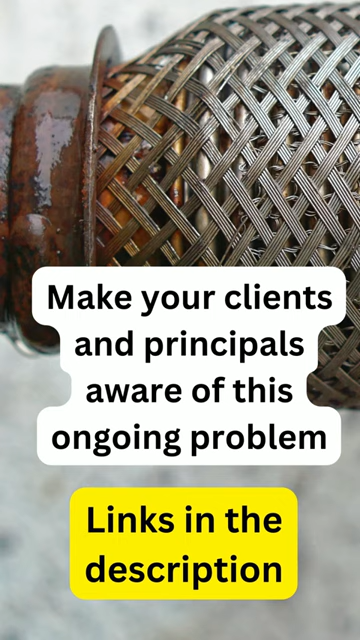 Make your clients
and principals
aware of this
ongoing problem
Links in the
description